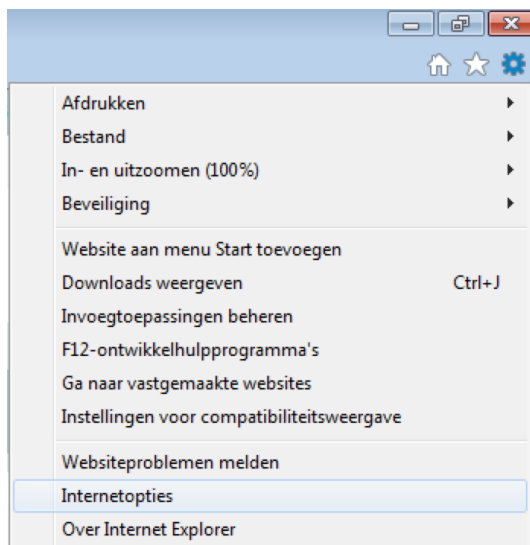 Afdrukken
Bestand
In- en uitzoomen (100%)
Beveiliging
Website aan menu Start toevoegen
Downloads weergeven Ctrl+J
Invoegtoepassingen beheren
F12-ontwikkelhulpprogramma's
Ga naar vastgemaakte websites
Instellingen voor compatibiliteitsweergave
Websiteproblemen melden
Internetopties
Over Internet Explorer